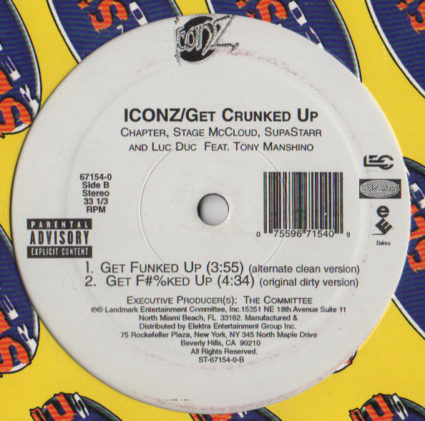 Iconz
ICONZ/GET CRUNKED UP
CHAPTER, STAGE MCCLOUD, SUPASTARR
AND LUC DUC FEAT. TONY MANSHINO
67154-0
Side B
Stereo
33 1/3
RPM
LEC
0 75596 71540 9
Elektra
PARENTAL
ADVISORY
EXPLICIT CONTENT
1. GET FUNKED UP (3:55) (alternate clean version)
2. GET F#%KED UP (4:34) (original dirty version)
EXECUTIVE PRODUCER(S): THE COMMITTEE
℗© Landmark Entertainment Committee, Inc.15351 NE 18th Avenue Suite 11
North Miami Beach, FL 33162. Manufactured &
Distributed by Elektra Entertainment Group Inc.
75 Rockefeller Plaza, New York, NY 345 North Maple Drive
Beverly Hills, CA 90210
All Rights Reserved.
ST-67154-0-B